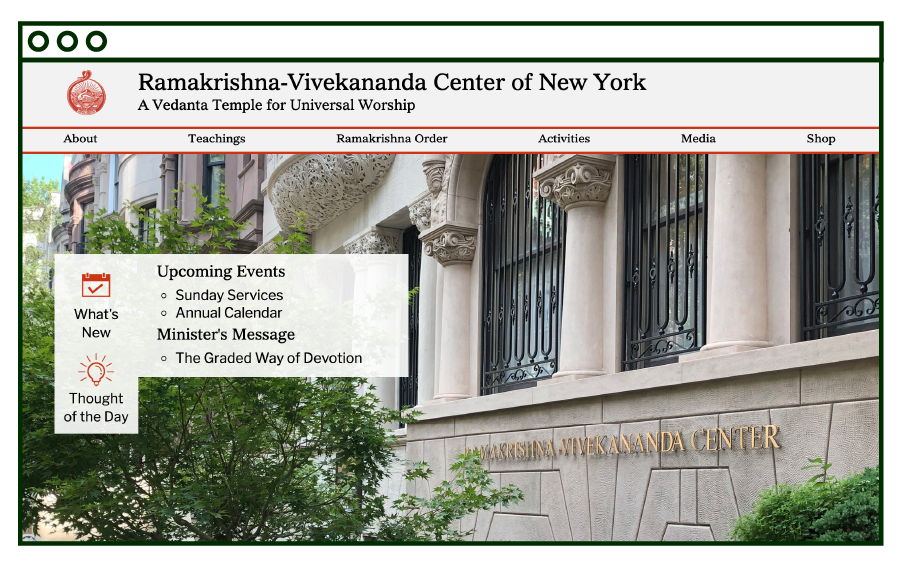 Ramakrishna-Vivekananda Center of New York
A Vedanta Temple for Universal Worship
About Teachings Ramakrishna Order Activities Media Shop
What's
New
Upcoming Events
Sunday Services
Annual Calendar
Minister's Message
The Graded Way of Devotion
Thought
of the Day
RAMAKRISHNA-VIVEKANANDA CENTER